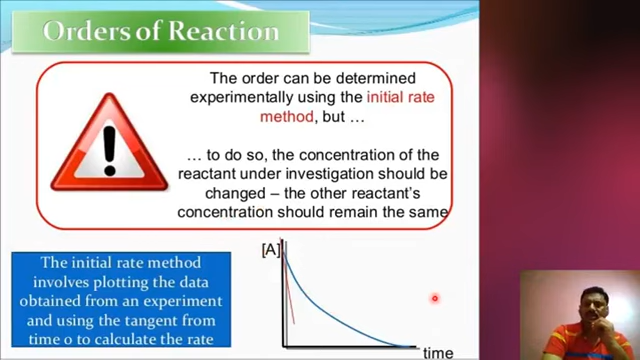 Orders of Reaction
The order can be determined
experimentally using the initial rate
method, but ...
... to do so, the concentration of the
reactant under investigation should be
changed – the other reactant's
concentration should remain the same
The initial rate method
involves plotting the data
obtained from an experiment
and using the tangent from
time 0 to calculate the rate
[A]
time